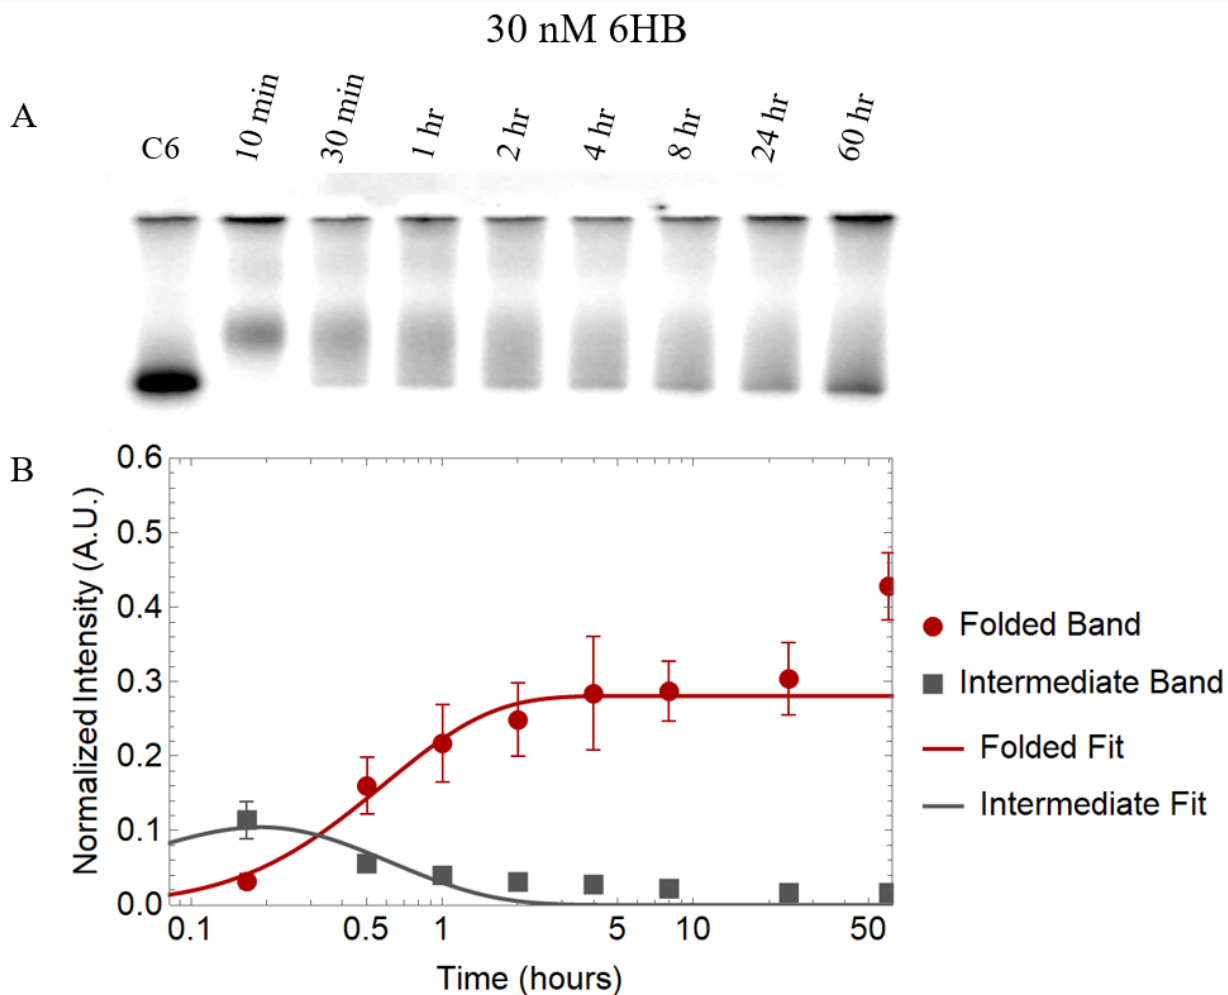 30 nM 6HB
A
C6 10 min 30 min 1 hr 2 hr 4 hr 8 hr 24 hr 60 hr
B
Normalized Intensity (A.U.)
0.6
0.5
0.4
0.3
0.2
0.1
0.0
0.1 0.5 1 5 10 50
Time (hours)
Folded Band
Intermediate Band
Folded Fit
Intermediate Fit